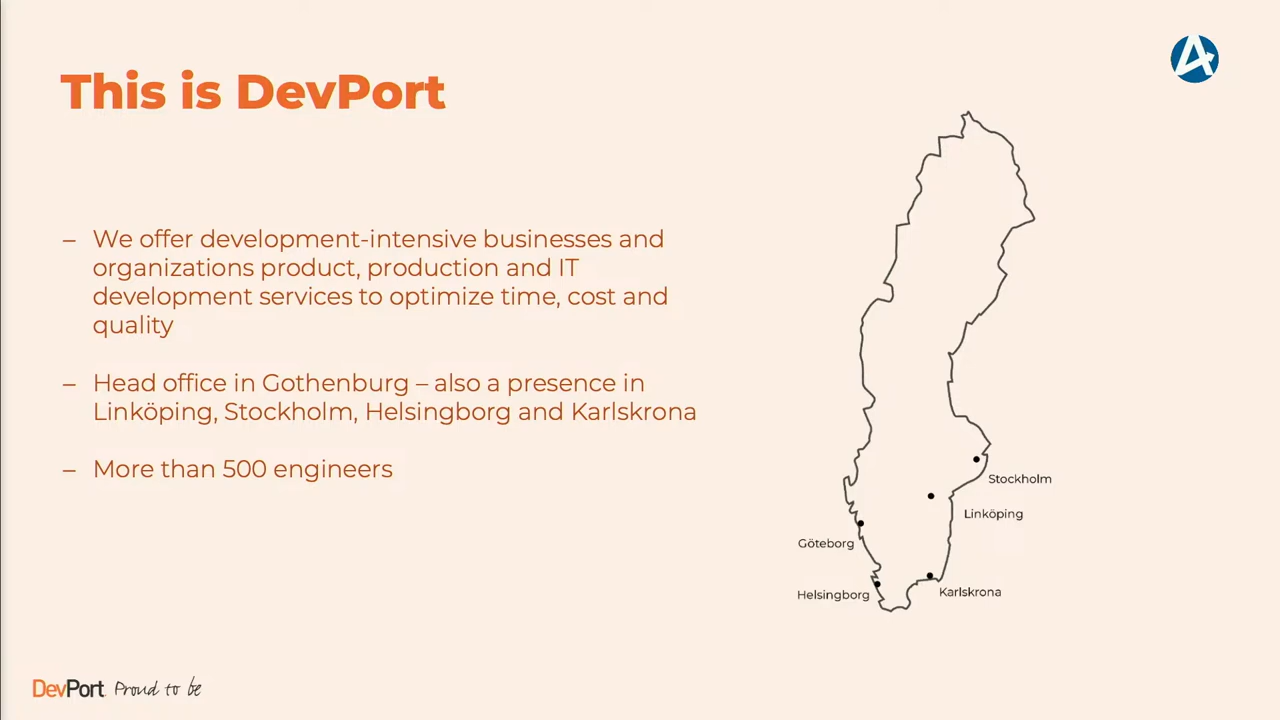 This is DevPort
– We offer development-intensive businesses and
organizations product, production and IT
development services to optimize time, cost and
quality
– Head office in Gothenburg – also a presence in
Linköping, Stockholm, Helsingborg and Karlskrona
– More than 500 engineers
Stockholm
Linköping
Göteborg
Helsingborg
Karlskrona
DevPort. Proud to be